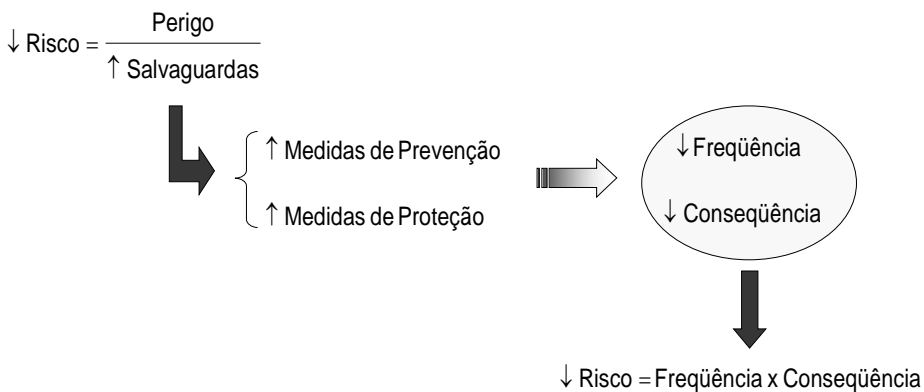 Perigo
↓ Risco =
↑ Salvaguardas
↑ Medidas de Prevenção
↑ Medidas de Proteção
↓ Freqüência
↓ Conseqüência
↓ Risco = Freqüência x Conseqüência